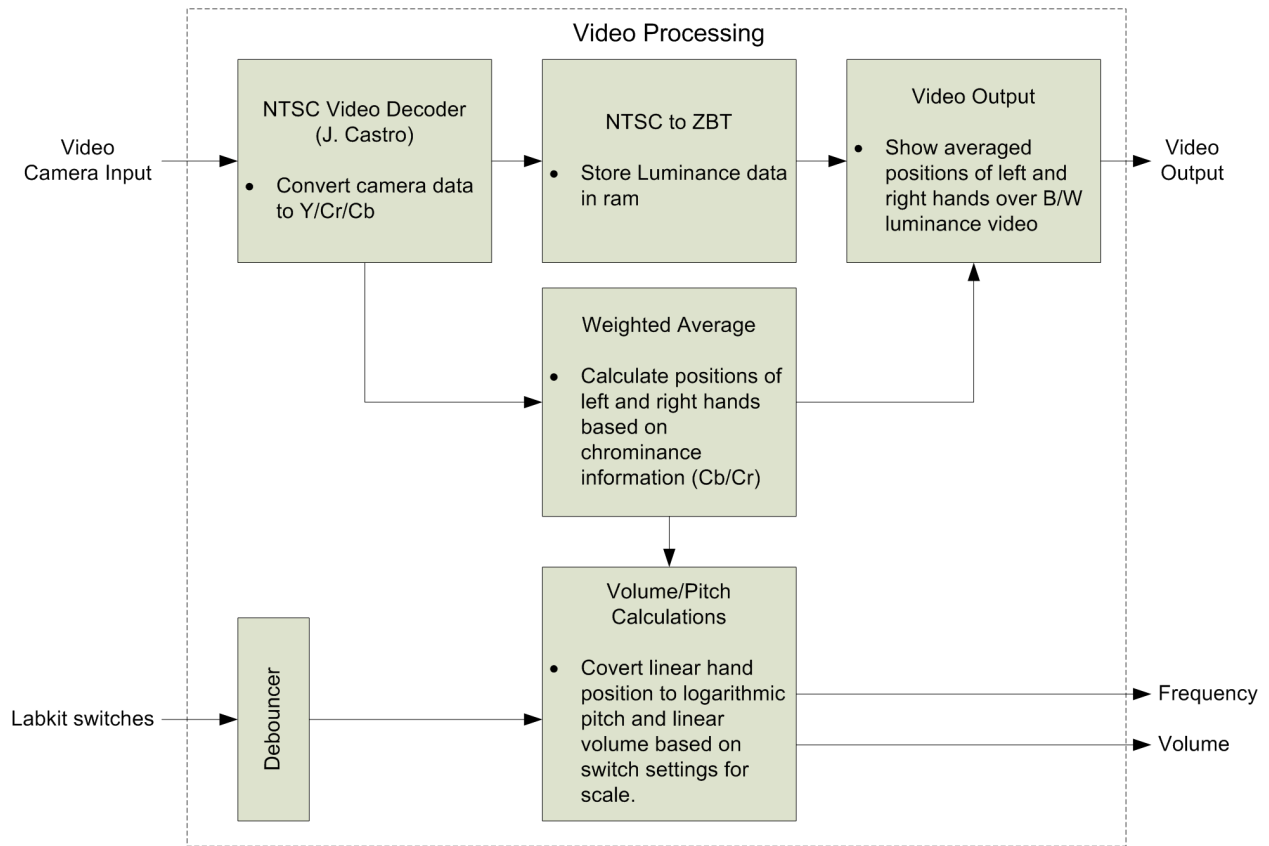 Video Processing
NTSC Video Decoder
(J. Castro)
• Convert camera data
to Y/Cr/Cb
NTSC to ZBT
• Store Luminance data
in ram
Video Output
• Show averaged
positions of left and
right hands over B/W
luminance video
Video
Camera Input
Video
Output
Weighted Average
• Calculate positions of
left and right hands
based on
chrominance
information (Cb/Cr)
Volume/Pitch
Calculations
• Covert linear hand
position to logarithmic
pitch and linear
volume based on
switch settings for
scale.
Labkit switches
Debouncer
Frequency
Volume